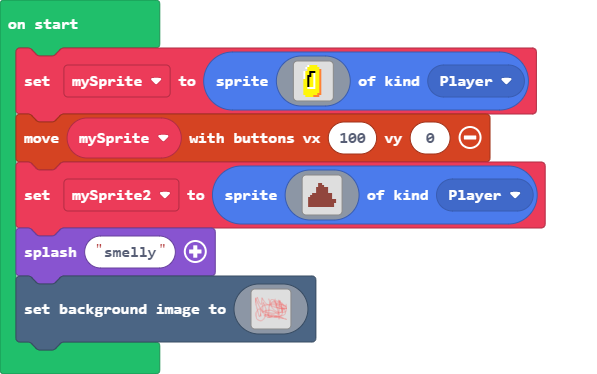 on start
set mySprite to sprite of kind Player
move mySprite with buttons vx 100 vy 0
set mySprite2 to sprite of kind Player
splash "smelly"
set background image to